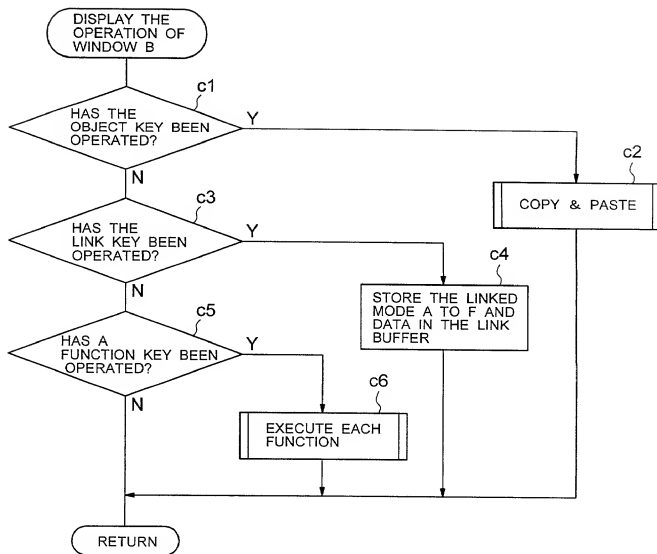 DISPLAY THE
OPERATION OF
WINDOW B
c1
HAS THE
OBJECT KEY BEEN
OPERATED?
Y
N
c2
COPY & PASTE
c3
HAS THE
LINK KEY BEEN
OPERATED?
Y
N
c4
STORE THE LINKED
MODE A TO F AND
DATA IN THE LINK
BUFFER
c5
HAS A
FUNCTION KEY BEEN
OPERATED?
Y
N
c6
EXECUTE EACH
FUNCTION
RETURN